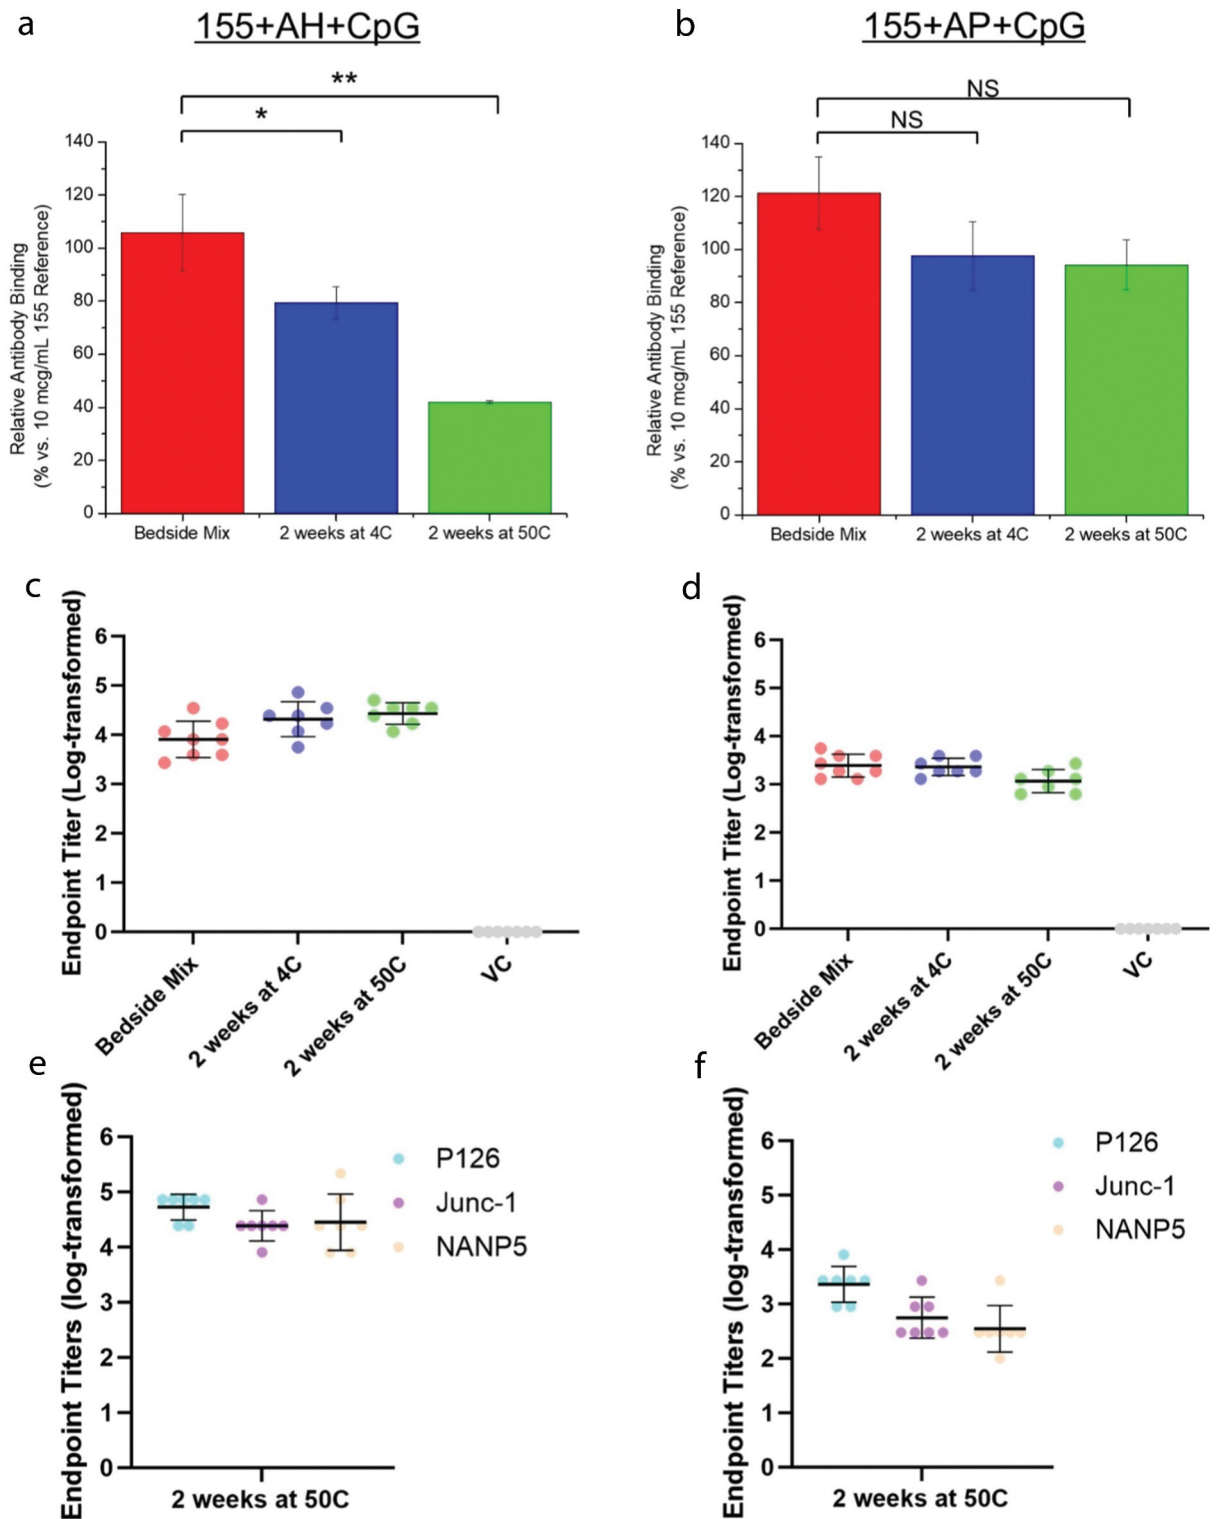 a
155+AH+CpG
**
*
140
120
100
80
60
40
20
0
Relative Antibody Binding
(% vs. 10 mcg/mL 155 Reference)
Bedside Mix
2 weeks at 4C
2 weeks at 50C
b
155+AP+CpG
NS
NS
140
120
100
80
60
40
20
0
Relative Antibody Binding
(% vs. 10 mcg/mL 155 Reference)
Bedside Mix
2 weeks at 4C
2 weeks at 50C
c
Endpoint Titer (Log-transformed)
6
5
4
3
2
1
0
Bedside Mix
2 weeks at 4C
2 weeks at 50C
VC
d
Endpoint Titer (Log-transformed)
6
5
4
3
2
1
0
Bedside Mix
2 weeks at 4C
2 weeks at 50C
VC
e
Endpoint Titers (log-transformed)
6
5
4
3
2
1
0
P126
Junc-1
NANP5
2 weeks at 50C
f
Endpoint Titers (log-transformed)
6
5
4
3
2
1
0
P126
Junc-1
NANP5
2 weeks at 50C